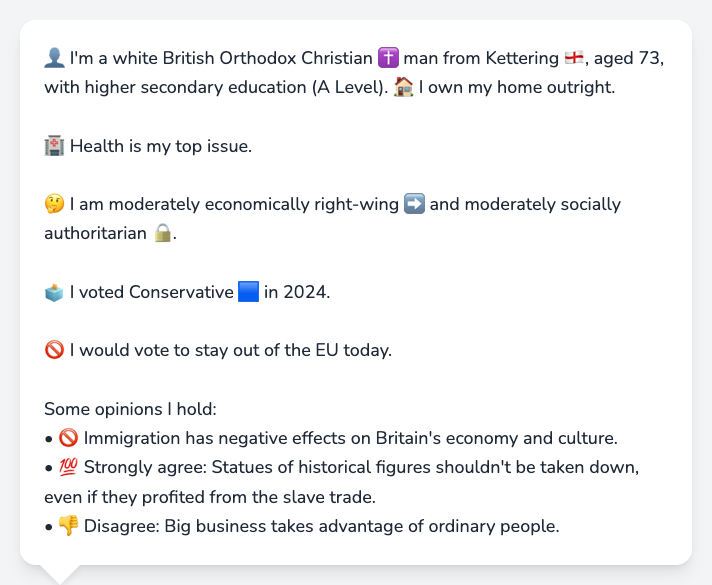 👤 I'm a white British Orthodox Christian ✝️ man from Kettering 🏴󠁧󠁢󠁥󠁮󠁧󠁿, aged 73,
with higher secondary education (A Level). 🏠 I own my home outright.
🏥 Health is my top issue.
🤔 I am moderately economically right-wing ➡️ and moderately socially
authoritarian 🔒.
🗳️ I voted Conservative 🟦 in 2024.
🚫 I would vote to stay out of the EU today.
Some opinions I hold:
• 🚫 Immigration has negative effects on Britain's economy and culture.
• 💯 Strongly agree: Statues of historical figures shouldn't be taken down,
even if they profited from the slave trade.
• 👎 Disagree: Big business takes advantage of ordinary people.